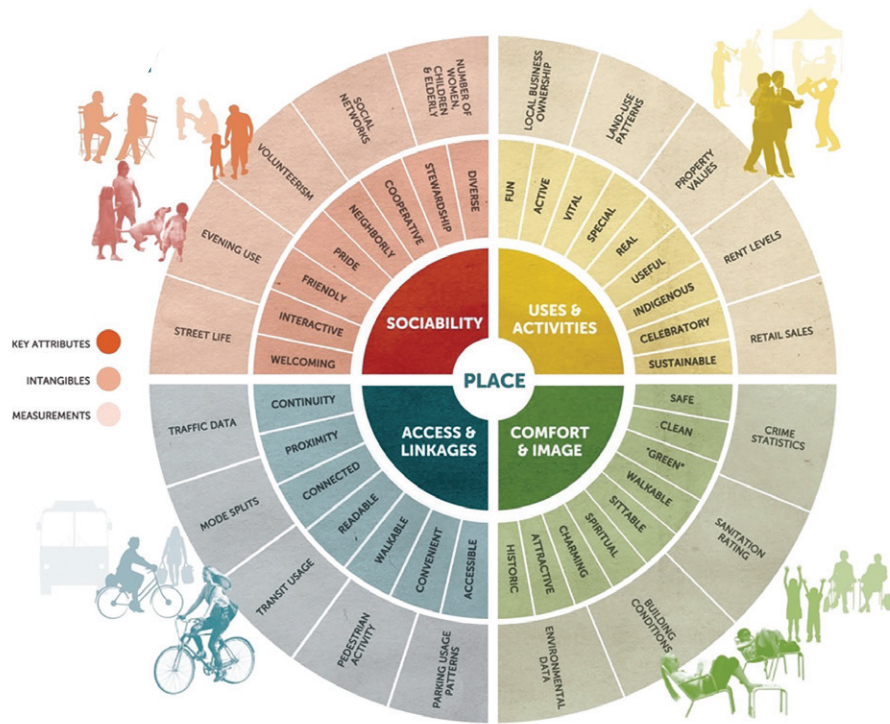 NUMBER OF
WOMEN,
CHILDREN
& ELDERLY
SOCIAL
NETWORKS
VOLUNTEERISM
EVENING USE
STREET LIFE
LOCAL BUSINESS
OWNERSHIP
LAND-USE
PATTERNS
PROPERTY
VALUES
RENT LEVELS
RETAIL SALES
DIVERSE
STEWARDSHIP
COOPERATIVE
NEIGHBORLY
PRIDE
FRIENDLY
INTERACTIVE
WELCOMING
FUN
ACTIVE
VITAL
SPECIAL
REAL
USEFUL
INDIGENOUS
CELEBRATORY
SUSTAINABLE
SOCIABILITY
USES &
ACTIVITIES
PLACE
ACCESS &
LINKAGES
COMFORT
& IMAGE
KEY ATTRIBUTES
INTANGIBLES
MEASUREMENTS
CONTINUITY
PROXIMITY
CONNECTED
READABLE
WALKABLE
CONVENIENT
ACCESSIBLE
SAFE
CLEAN
"GREEN"
WALKABLE
SITTABLE
SPIRITUAL
CHARMING
ATTRACTIVE
HISTORIC
TRAFFIC DATA
MODE SPLITS
TRANSIT USAGE
PEDESTRIAN
ACTIVITY
PARKING USAGE
PATTERNS
CRIME
STATISTICS
SANITATION
RATING
BUILDING
CONDITIONS
ENVIRONMENTAL
DATA